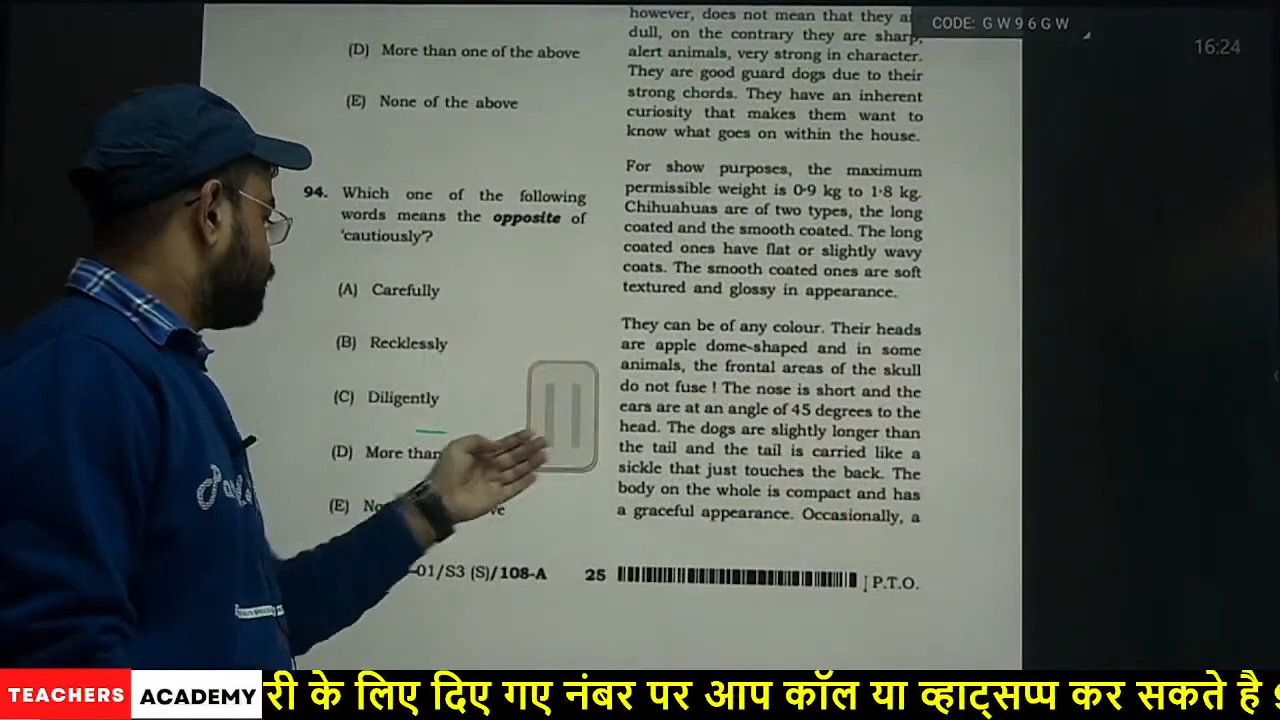 CODE: GW96GW
16:24
(D) More than one of the above
(E) None of the above
94. Which one of the following
words means the opposite of
'cautiously'?
(A) Carefully
(B) Recklessly
(C) Diligently
(D) More than
(E)
-01/S3 (S)/108-A
25
however, does not mean that they
dull, on the contrary they are sharp,
alert animals, very strong in character.
They are good guard dogs due to their
strong chords. They have an inherent
curiosity that makes them want to
know what goes on within the house.
For show purposes, the maximum
permissible weight is 0·9 kg to 1·8 kg.
Chihuahuas are of two types, the long
coated and the smooth coated. The long
coated ones have flat or slightly wavy
coats. The smooth coated ones are soft
textured and glossy in appearance.
They can be of any colour. Their heads
are apple dome-shaped and in some
animals, the frontal areas of the skull
do not fuse ! The nose is short and the
ears are at an angle of 45 degrees to the
head. The dogs are slightly longer than
the tail and the tail is carried like a
sickle that just touches the back. The
body on the whole is compact and has
a graceful appearance. Occasionally, a
[ P.T.O.
TEACHERS ACADEMY
री के लिए दिए गए नंबर पर आप कॉल या व्हाट्सप्प कर सकते है